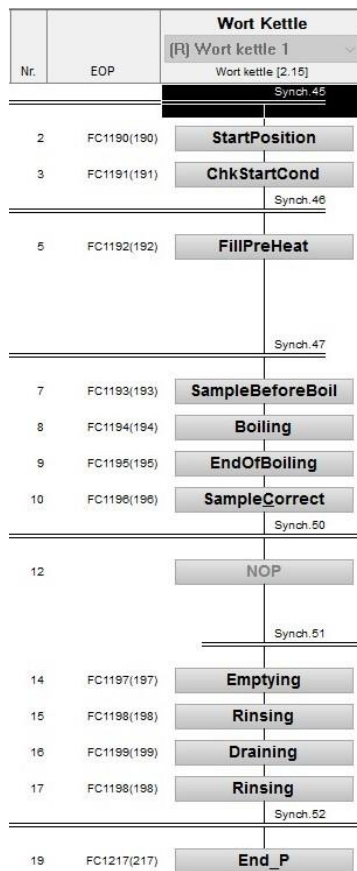 Wort Kettle
(R) Wort kettle 1
Nr. EOP Wort kettle [2.15]
Synch.45
2 FC1190(190) StartPosition
3 FC1191(191) ChkStartCond
Synch.46
5 FC1192(192) FillPreHeat
Synch.47
7 FC1193(193) SampleBeforeBoil
8 FC1194(194) Boiling
9 FC1195(195) EndOfBoiling
10 FC1196(196) SampleCorrect
Synch.50
12 NOP
Synch.51
14 FC1197(197) Emptying
15 FC1198(198) Rinsing
16 FC1199(199) Draining
17 FC1198(198) Rinsing
Synch.52
19 FC1217(217) End_P